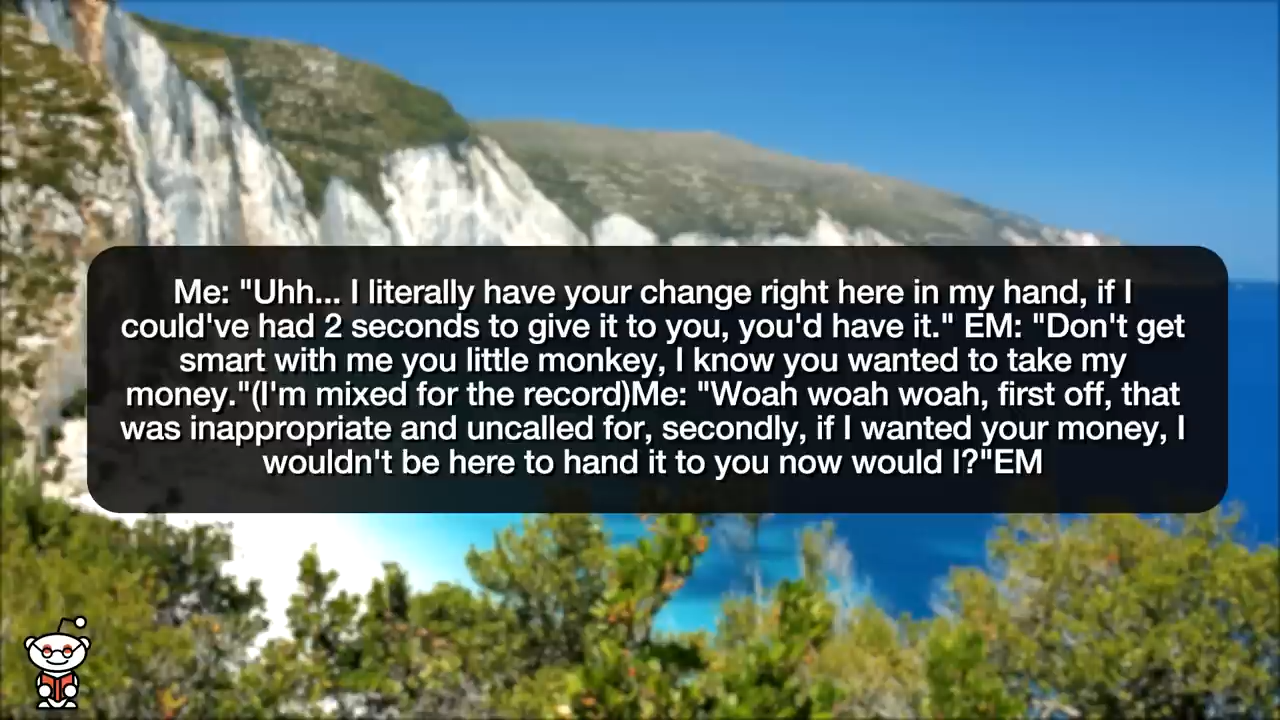 Me: "Uhh... I literally have your change right here in my hand, if I
could've had 2 seconds to give it to you, you'd have it." EM: "Don't get
smart with me you little monkey, I know you wanted to take my
money."(I'm mixed for the record)Me: "Woah woah woah, first off, that
was inappropriate and uncalled for, secondly, if I wanted your money, I
wouldn't be here to hand it to you now would I?"EM